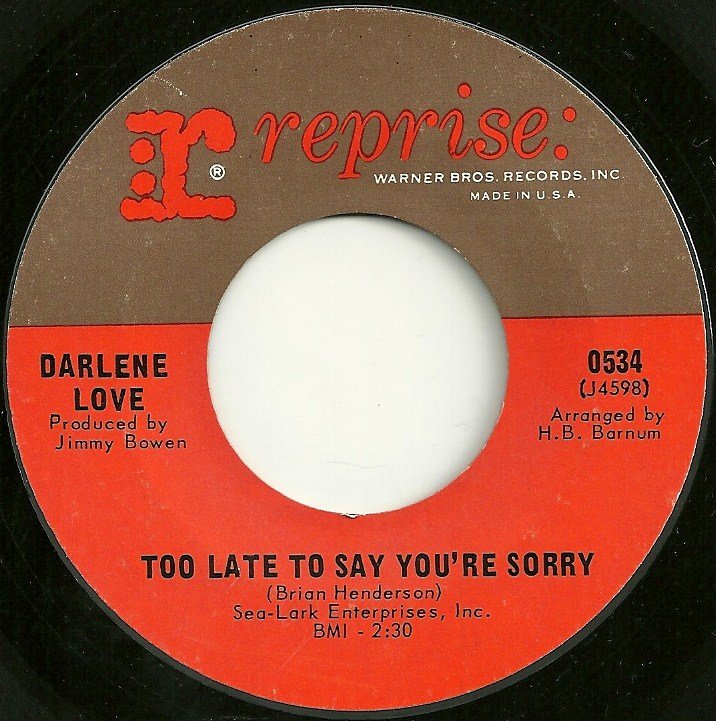 r® reprise:
WARNER BROS. RECORDS, INC
MADE IN U.S.A.
DARLENE
LOVE
Produced by
Jimmy Bowen
0534
(J4598)
Arranged by
H.B. Barnum
TOO LATE TO SAY YOU'RE SORRY
(Brian Henderson)
Sea-Lark Enterprises, Inc.
BMI - 2:30